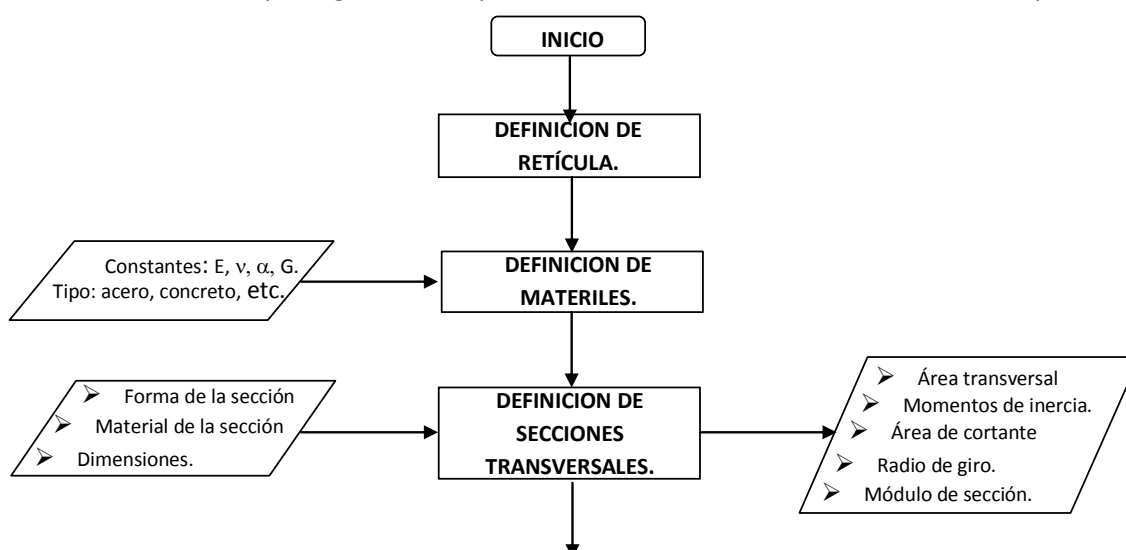 INICIO
DEFINICION DE
RETÍCULA.
Constantes: E, ν, α, G.
Tipo: acero, concreto, etc.
DEFINICION DE
MATERILES.
➢ Forma de la sección
➢ Material de la sección
➢ Dimensiones.
DEFINICION DE
SECCIONES
TRANSVERSALES.
➢ Área transversal
➢ Momentos de inercia.
➢ Área de cortante
➢ Radio de giro.
➢ Módulo de sección.